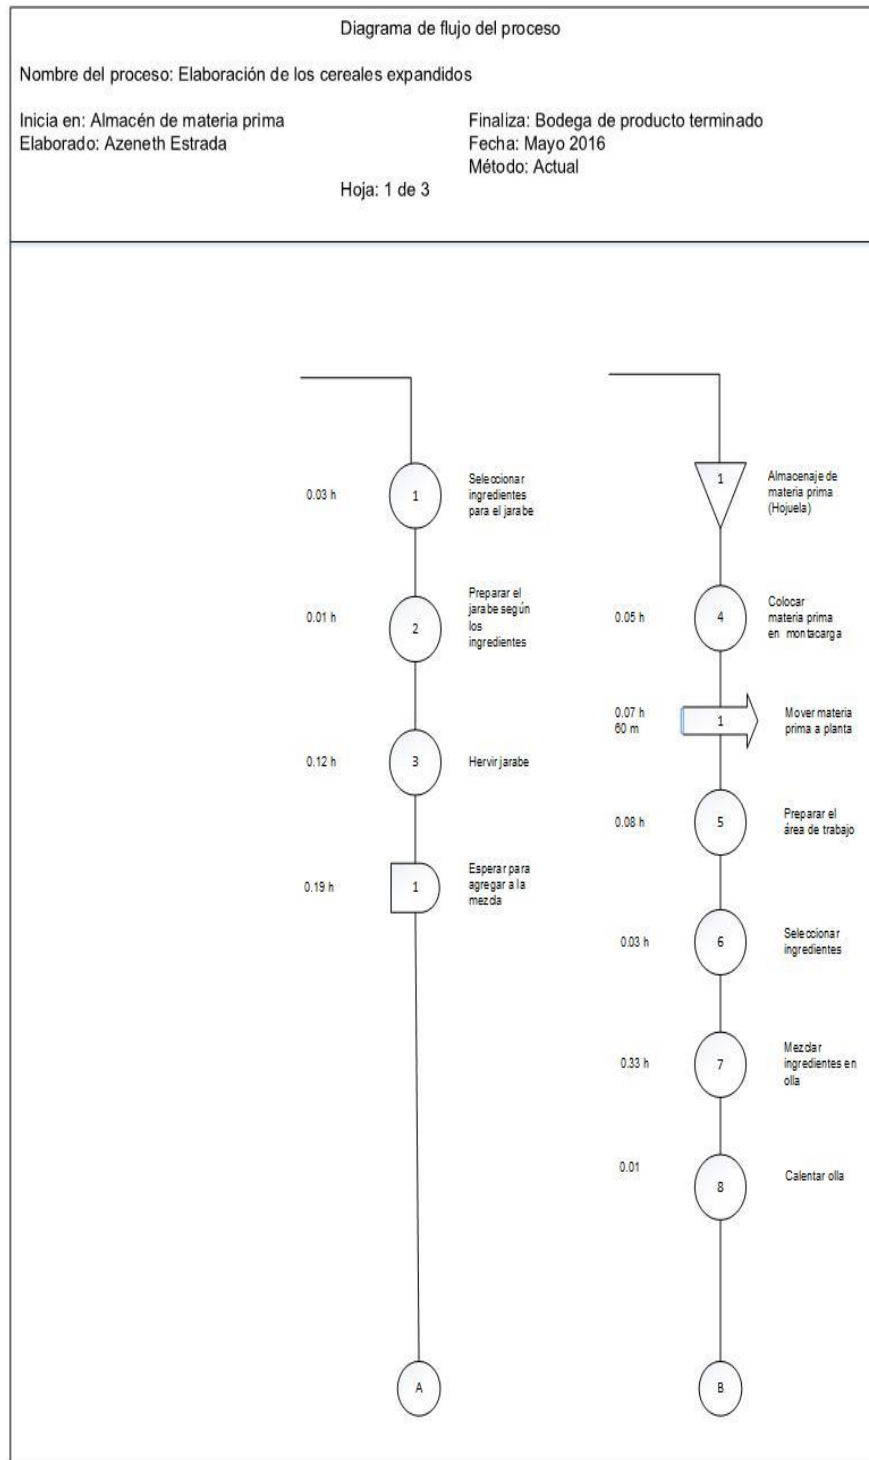 Diagrama de flujo del proceso
Nombre del proceso: Elaboración de los cereales expandidos
Inicia en: Almacén de materia prima
Elaborado: Azeneth Estrada
Finaliza: Bodega de producto terminado
Fecha: Mayo 2016
Método: Actual
Hoja: 1 de 3
0.03 h
1
Seleccionar
ingredientes
para el jarabe
0.01 h
2
Preparar el
jarabe según
los
ingredientes
0.12 h
3
Hervir jarabe
0.19 h
1
Esperar para
agregar a la
mezcla
A
1
Almacenaje de
materia prima
(Hojuela)
0.05 h
4
Colocar
materia prima
en montacarga
0.07 h
60 m
1
Mover materia
prima a planta
0.08 h
5
Preparar el
área de trabajo
0.03 h
6
Seleccionar
ingredientes
0.33 h
7
Mezclar
ingredientes en
olla
0.01
8
Calentar olla
B